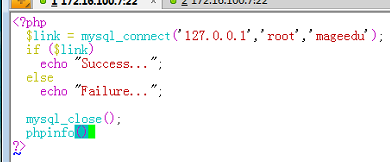 1 172.16.100.7:22
2 172.16.100.7:22
<?php
$link = mysql_connect('127.0.0.1','root','mageedu');
if ($link)
echo "Success...";
else
echo "Failure...";
mysql_close();
phpinfo()
?>